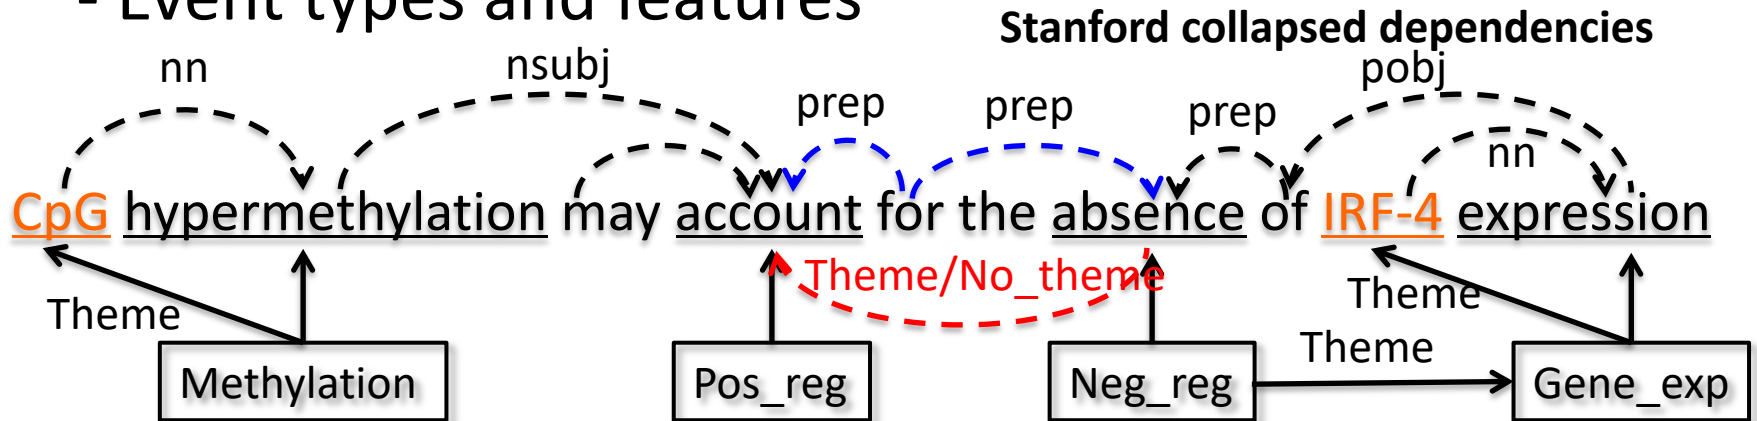 - Event types and features
Stanford collapsed dependencies
nn nsubj prep prep prep pobj
nn
CpG hypermethylation may account for the absence of IRF-4 expression
Theme/No_theme
Theme Theme
Theme
Methylation Pos_reg Neg_reg Gene_exp